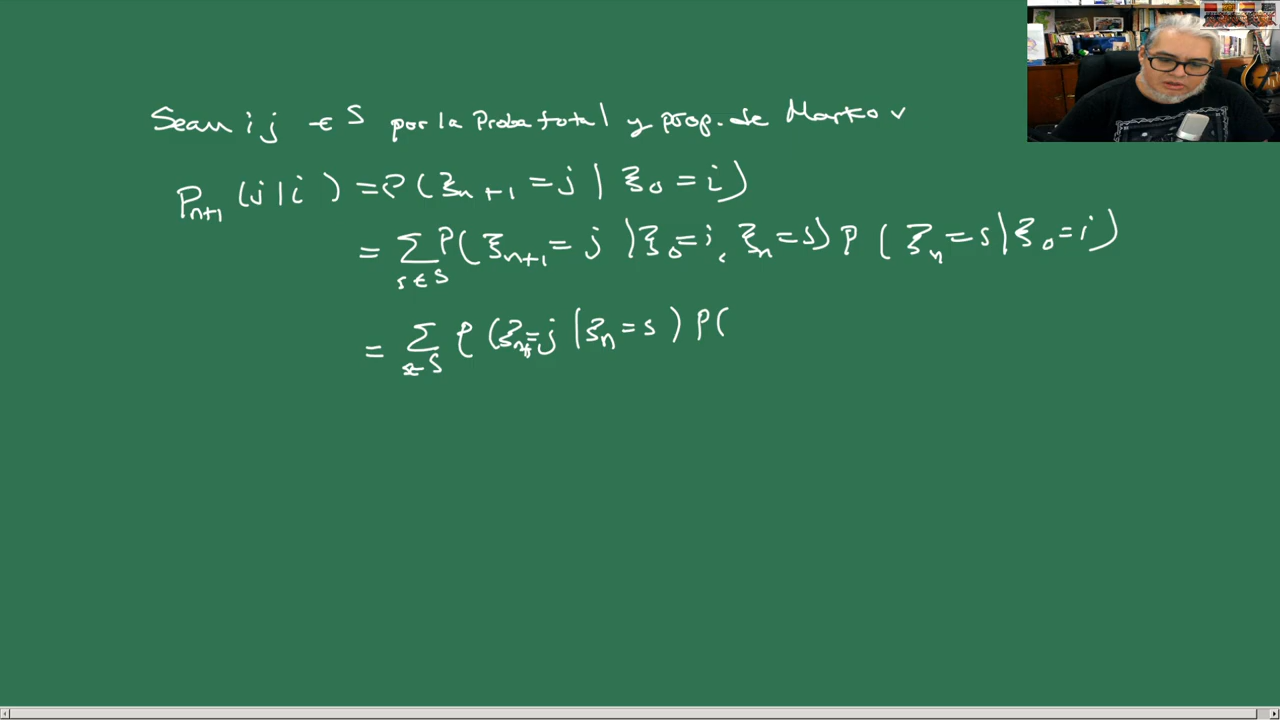 Sean i j ∈ S por la Proba total y prop. de Markov
P_{n+1} (j | i) = P(ξ_{n+1} = j | ξ_0 = i)
= Σ_{s∈S} P(ξ_{n+1} = j | ξ_0 = i, ξ_n = s) P(ξ_n = s | ξ_0 = i)
= Σ_{s∈S} P(ξ_{n+1} = j | ξ_n = s) P(